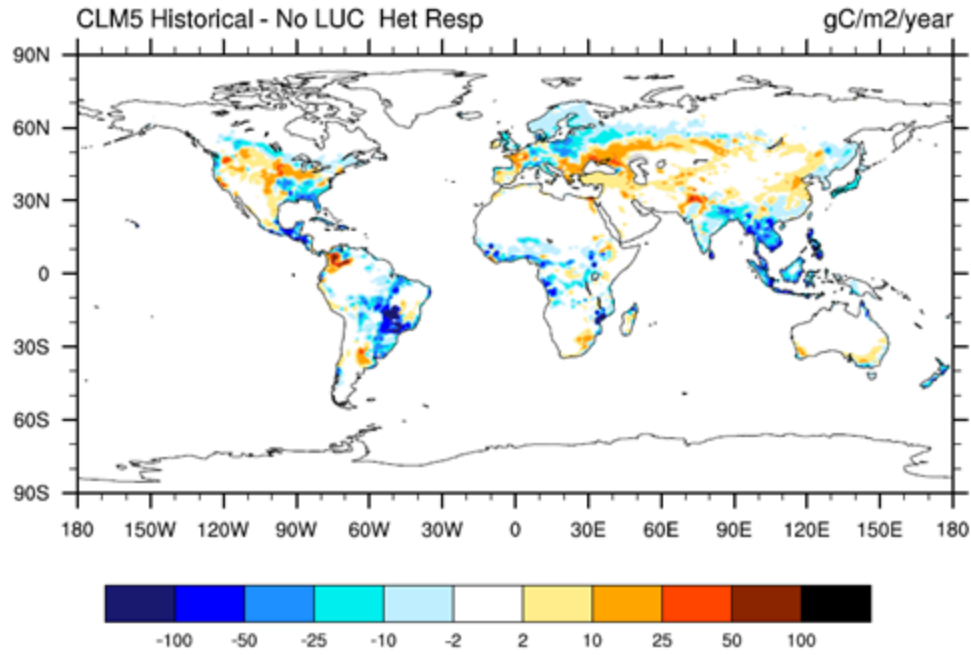 CLM5 Historical - No LUC  Het Resp gC/m2/year
90N
60N
30N
0
30S
60S
90S
180 150W 120W 90W 60W 30W 0 30E 60E 90E 120E 150E 180
-100 -50 -25 -10 -2 2 10 25 50 100